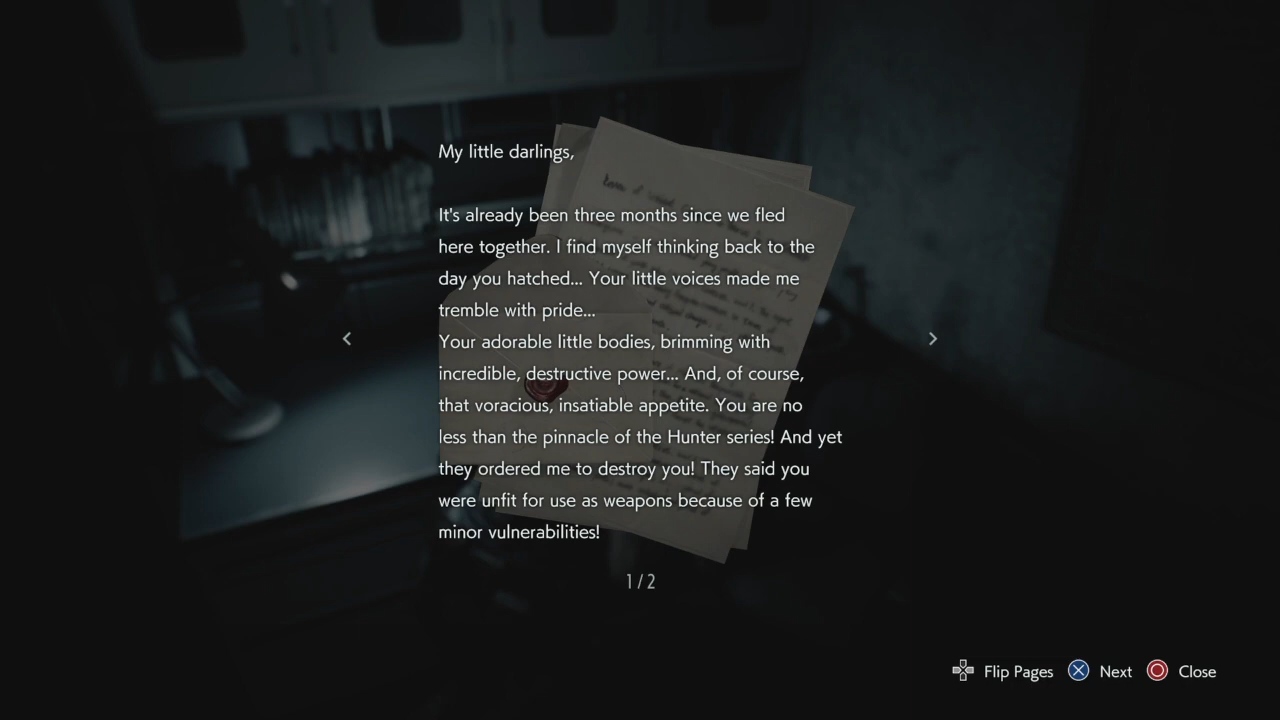 My little darlings,
It's already been three months since we fled
here together. I find myself thinking back to the
day you hatched... Your little voices made me
tremble with pride...
Your adorable little bodies, brimming with
incredible, destructive power... And, of course,
that voracious, insatiable appetite. You are no
less than the pinnacle of the Hunter series! And yet
they ordered me to destroy you! They said you
were unfit for use as weapons because of a few
minor vulnerabilities!
1 / 2
Flip Pages Next Close